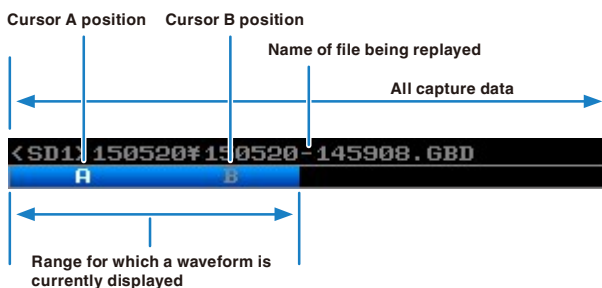 Cursor A position
Cursor B position
Name of file being replayed
All capture data
<SD1>150520¥150520-145908.GBD
A
B
Range for which a waveform is
currently displayed